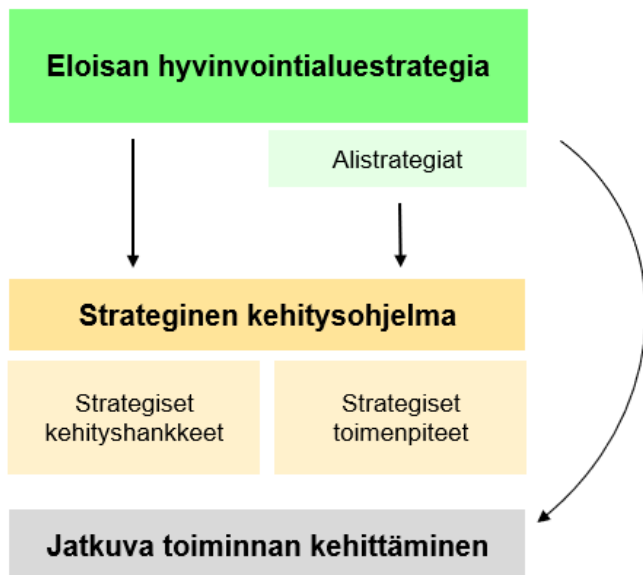 Eloisan hyvinvointialuestrategia
Alistrategiat
Strateginen kehitysohjelma
Strategiset
kehityshankkeet
Strategiset
toimenpiteet
Jatkuva toiminnan kehittäminen